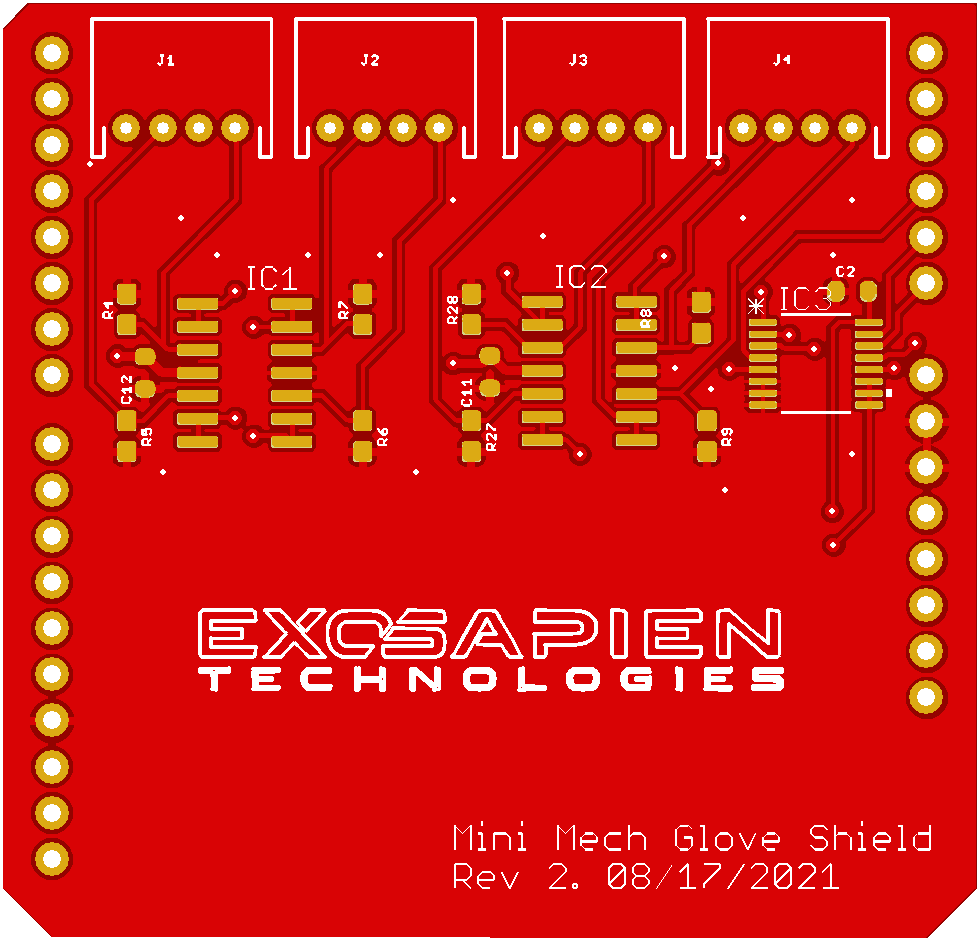 J1 J2 J3 J4
C2
IC1 IC2 IC3
R4 R7 R28 R8
C12 C11
R5 R6 R27 R9
EXOSAPIEN
TECHNOLOGIES
Mini Mech Glove Shield
Rev 2. 08/17/2021